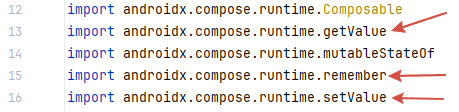 12 import androidx.compose.runtime.Composable
13 import androidx.compose.runtime.getValue
14 import androidx.compose.runtime.mutableStateOf
15 import androidx.compose.runtime.remember
16 import androidx.compose.runtime.setValue